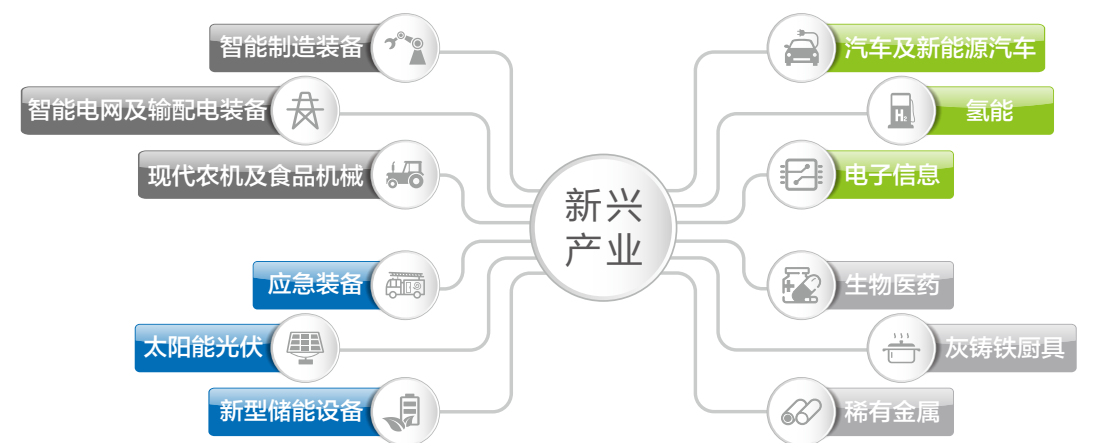 智能制造装备
智能电网及输配电装备
现代农机及食品机械
应急装备
太阳能光伏
新型储能设备
新兴
产业
汽车及新能源汽车
H₂
氢能
电子信息
生物医药
灰铸铁厨具
稀有金属